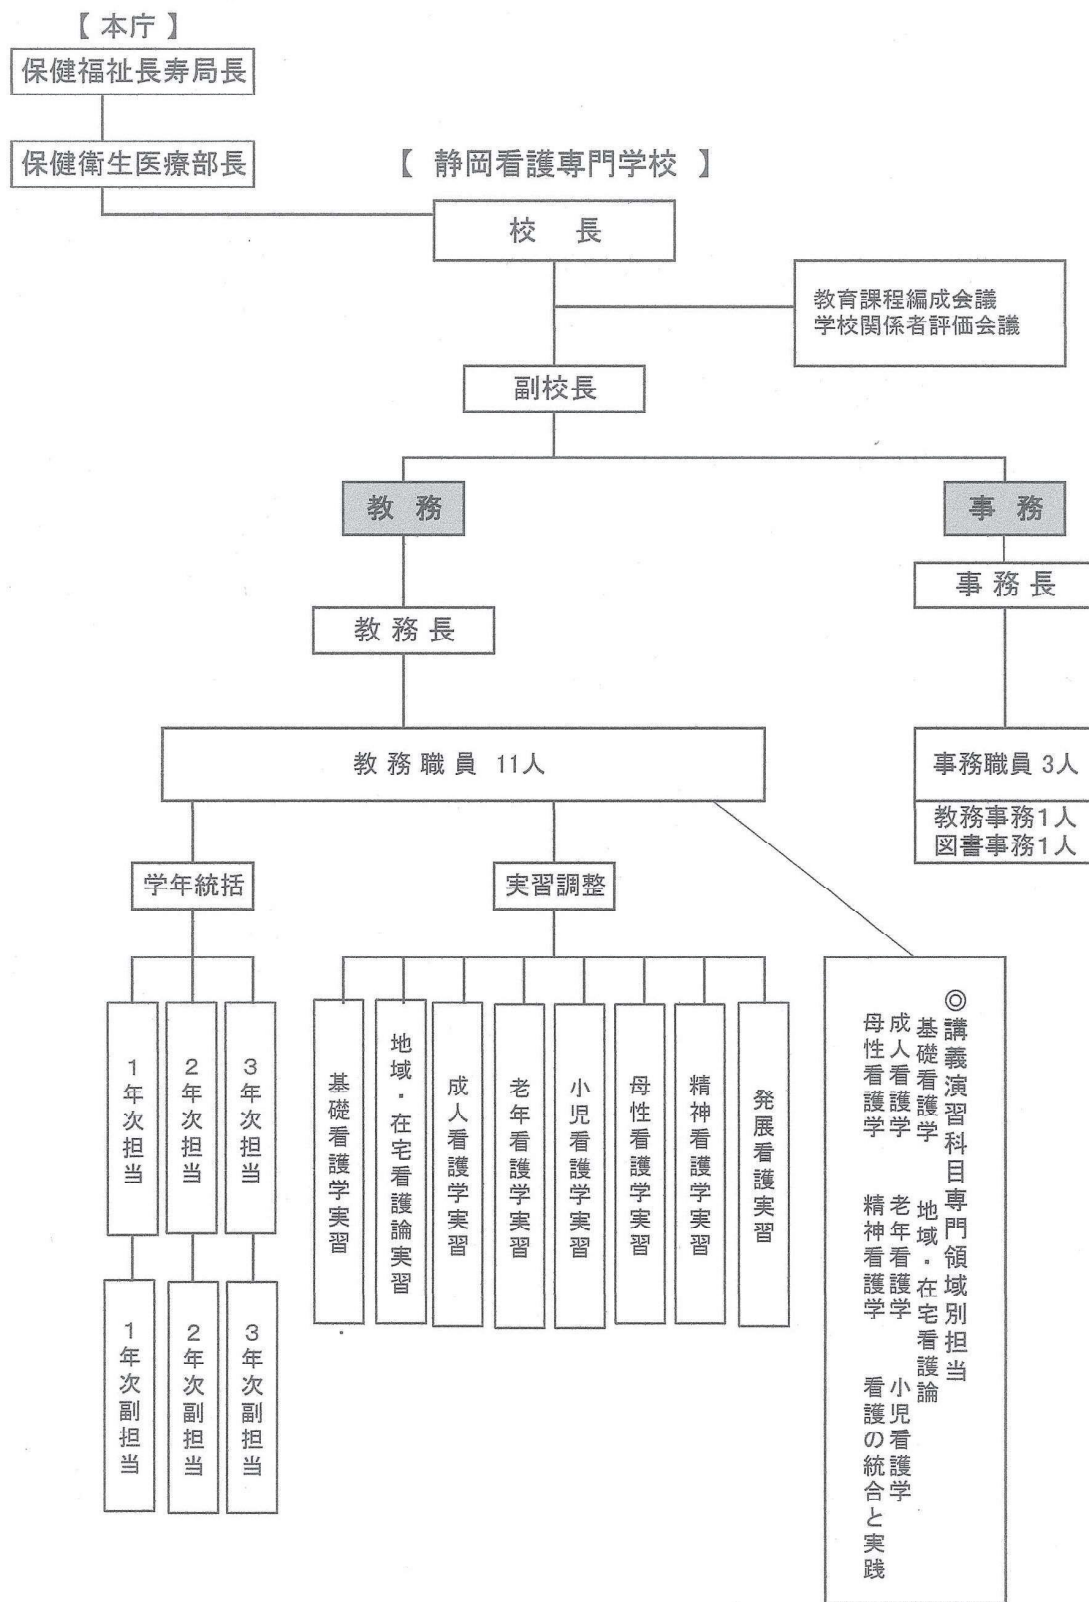 【 本庁 】
保健福祉長寿局長
保健衛生医療部長
【 静岡看護専門学校 】
校 長
教育課程編成会議
学校関係者評価会議
副校長
教 務
事 務
教 務 長
事 務 長
教 務 職 員 11人
事務職員 3人
教務事務1人
図書事務1人
学年統括
実習調整
1年次担当
2年次担当
3年次担当
1年次副担当
2年次副担当
3年次副担当
基礎看護学実習
地域・在宅看護論実習
成人看護学実習
老年看護学実習
小児看護学実習
母性看護学実習
精神看護学実習
発展看護実習
◎講義演習科目専門領域別担当
基礎看護学 地域・在宅看護論
成人看護学 老年看護学 小児看護学
母性看護学 精神看護学 看護の統合と実践